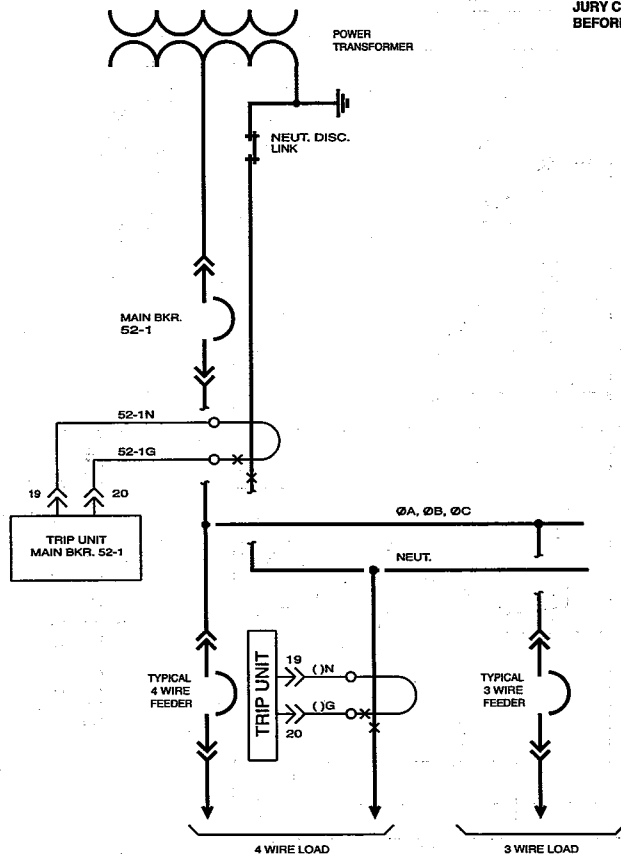 JURY C
BEFORE
POWER
TRANSFORMER
NEUT. DISC.
LINK
MAIN BKR.
52-1
52-1N
52-1G
19
20
TRIP UNIT
MAIN BKR. 52-1
ØA, ØB, ØC
NEUT.
TYPICAL
4 WIRE
FEEDER
TRIP UNIT
19
( )N
( )G
20
TYPICAL
3 WIRE
FEEDER
4 WIRE LOAD
3 WIRE LOAD